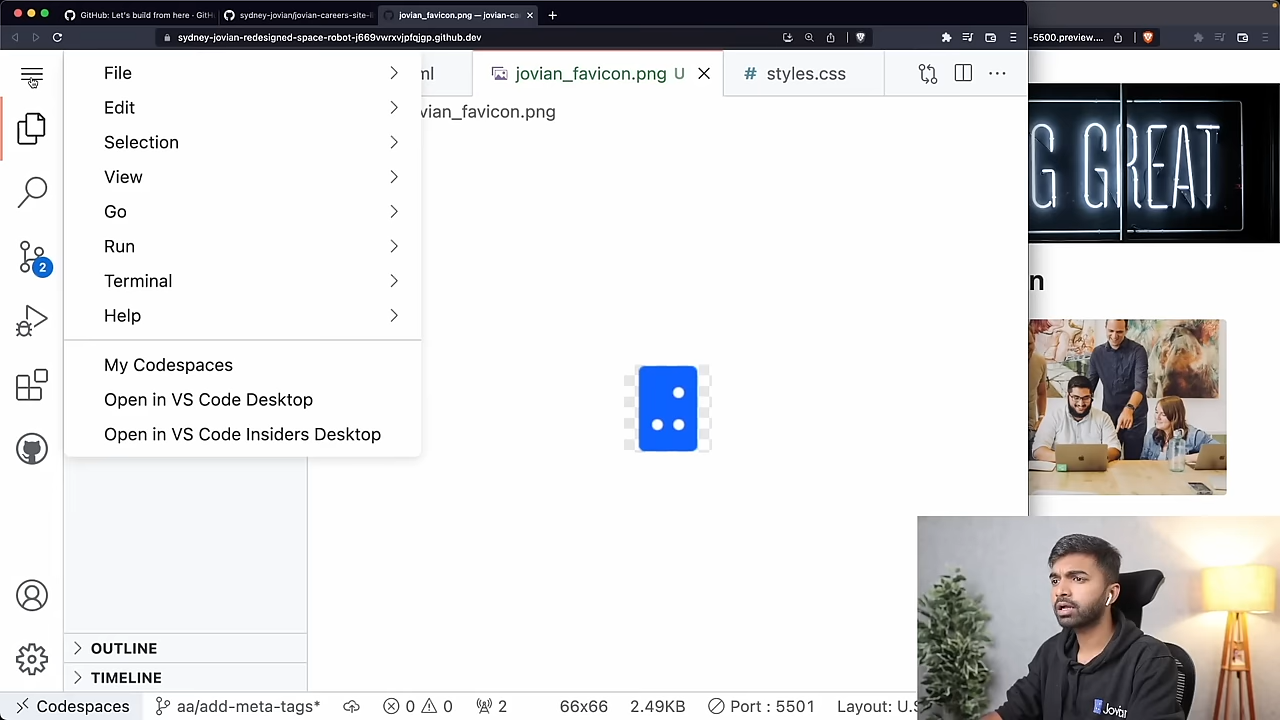 GitHub: Let's build from here · GitH
sydney-jovian/jovian-careers-site-l
jovian_favicon.png — jovian-ca
sydney-jovian-redesigned-space-robot-j669vwrxvjpfqjgp.github.dev
-5500.preview....
File
Edit
Selection
View
Go
Run
Terminal
Help
My Codespaces
Open in VS Code Desktop
Open in VS Code Insiders Desktop
ml
jovian_favicon.png U
# styles.css
vian_favicon.png
2
G GREAT
n
OUTLINE
TIMELINE
Codespaces
aa/add-meta-tags*
0
0
2
66x66
2.49KB
Port : 5501
Layout: U.S
Jovian